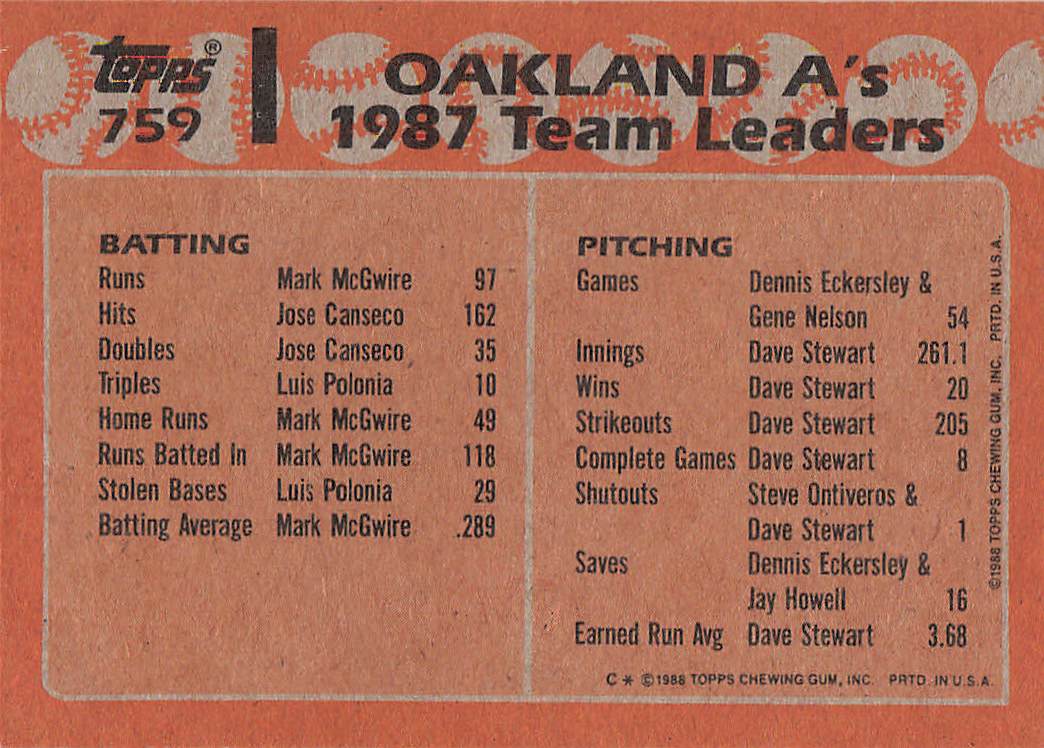 Topps®
759
OAKLAND A's
1987 Team Leaders
BATTING
Runs Mark McGwire 97
Hits Jose Canseco 162
Doubles Jose Canseco 35
Triples Luis Polonia 10
Home Runs Mark McGwire 49
Runs Batted In Mark McGwire 118
Stolen Bases Luis Polonia 29
Batting Average Mark McGwire .289
PITCHING
Games Dennis Eckersley &
Gene Nelson 54
Innings Dave Stewart 261.1
Wins Dave Stewart 20
Strikeouts Dave Stewart 205
Complete Games Dave Stewart 8
Shutouts Steve Ontiveros &
Dave Stewart 1
Saves Dennis Eckersley &
Jay Howell 16
Earned Run Avg Dave Stewart 3.68
C * ©1988 TOPPS CHEWING GUM, INC. PRTD. IN U.S.A.
©1988 TOPPS CHEWING GUM, INC. PRTD. IN U.S.A.